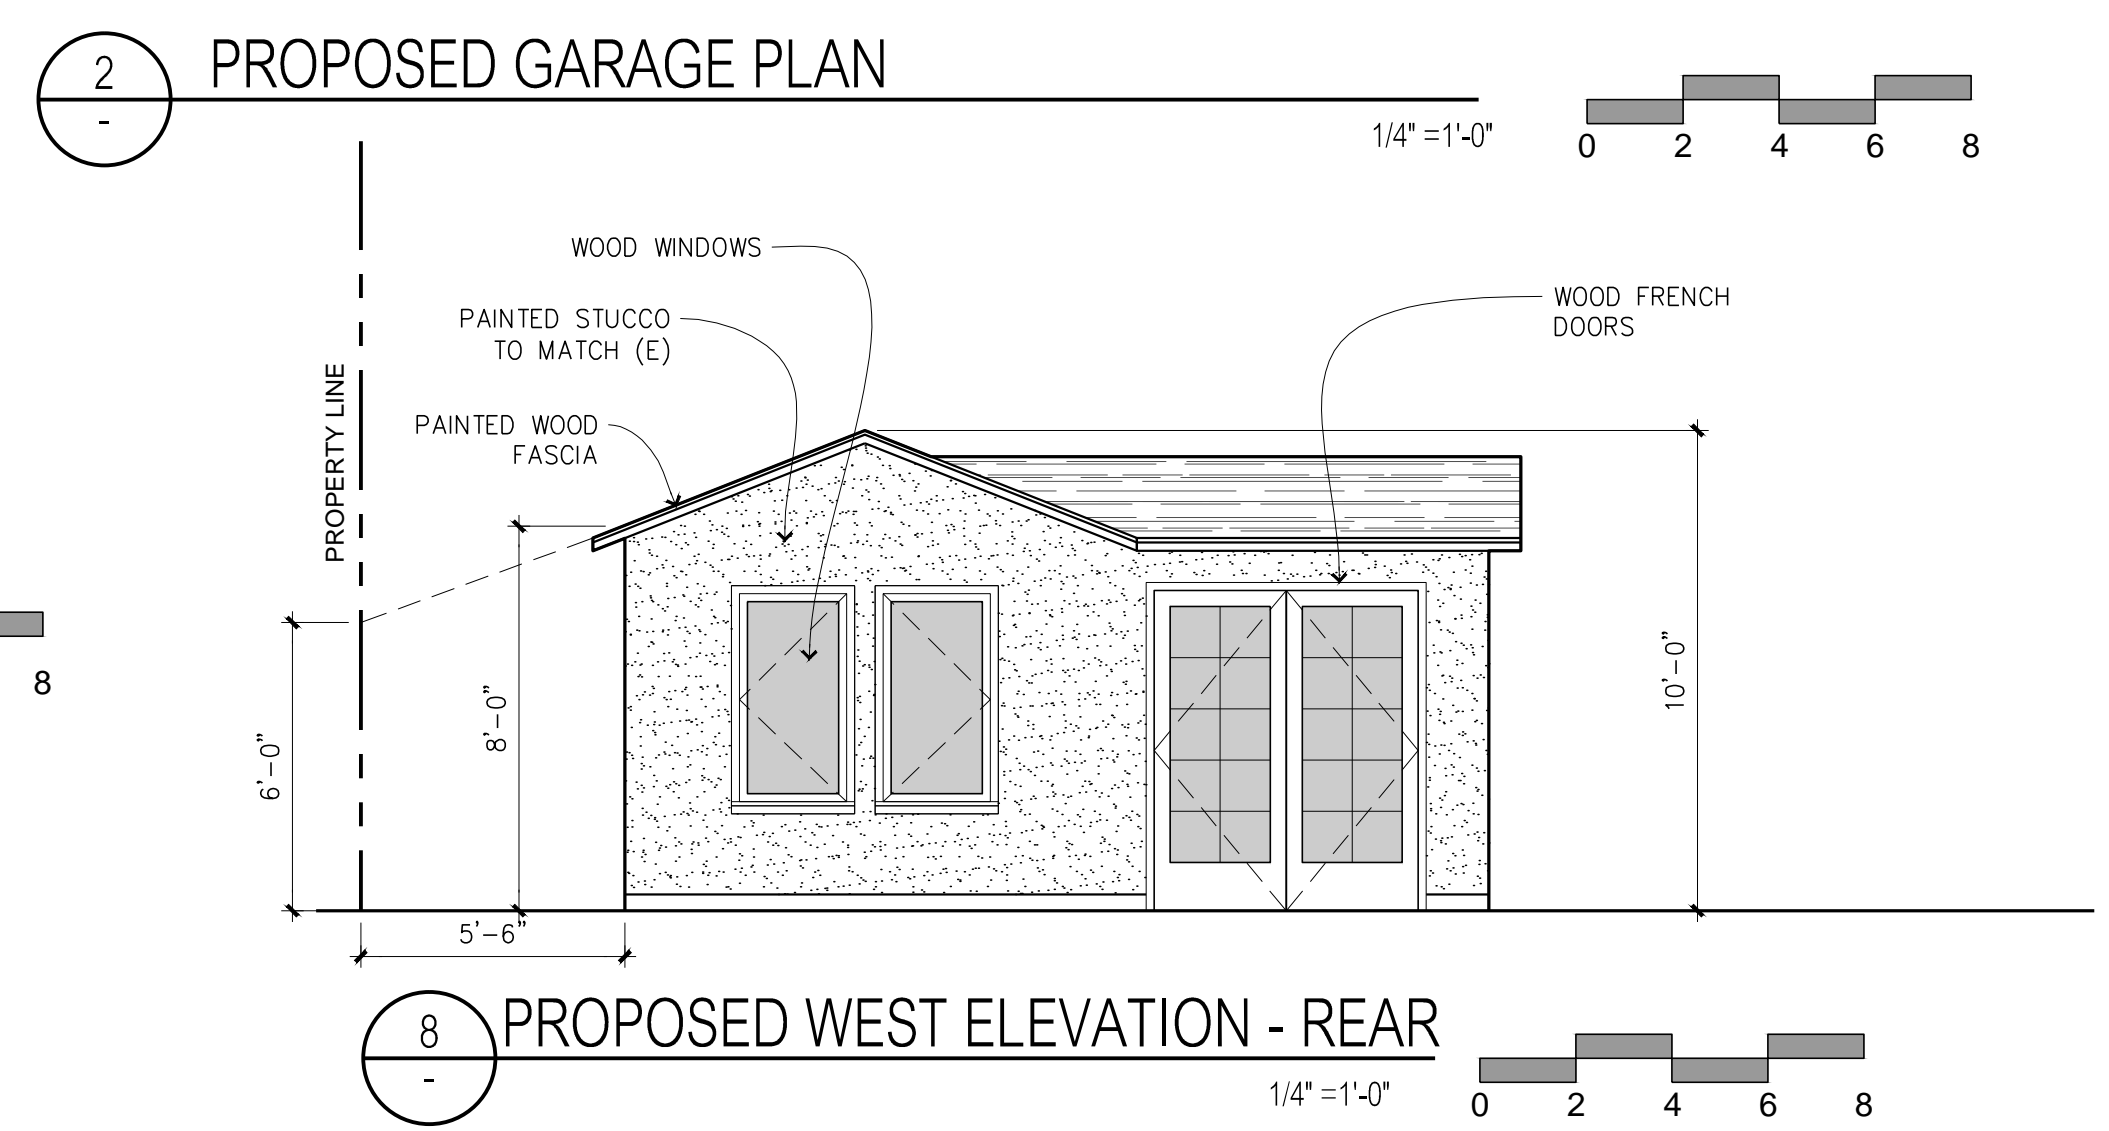 2
-
PROPOSED GARAGE PLAN
1/4" =1'-0"
0 2 4 6 8
WOOD WINDOWS
PAINTED STUCCO
TO MATCH (E)
PAINTED WOOD
FASCIA
WOOD FRENCH
DOORS
PROPERTY LINE
8
6'-0"
8'-0"
10'-0"
5'-6"
8
-
PROPOSED WEST ELEVATION - REAR
1/4" =1'-0"
0 2 4 6 8